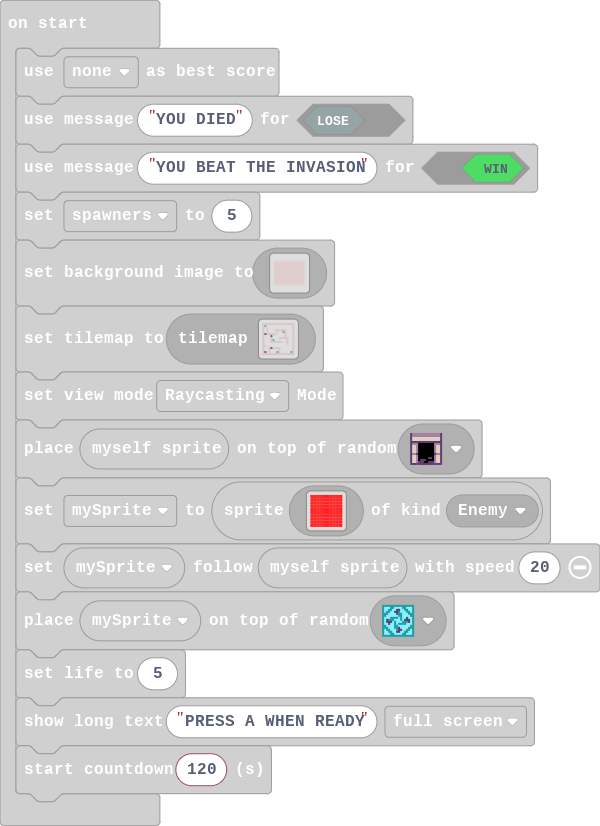 on start
use none as best score
use message "YOU DIED" for LOSE
use message "YOU BEAT THE INVASION" for WIN
set spawners to 5
set background image to
set tilemap to tilemap
set view mode Raycasting Mode
place myself sprite on top of random
set mySprite to sprite of kind Enemy
set mySprite follow myself sprite with speed 20
place mySprite on top of random
set life to 5
show long text "PRESS A WHEN READY" full screen
start countdown 120 (s)